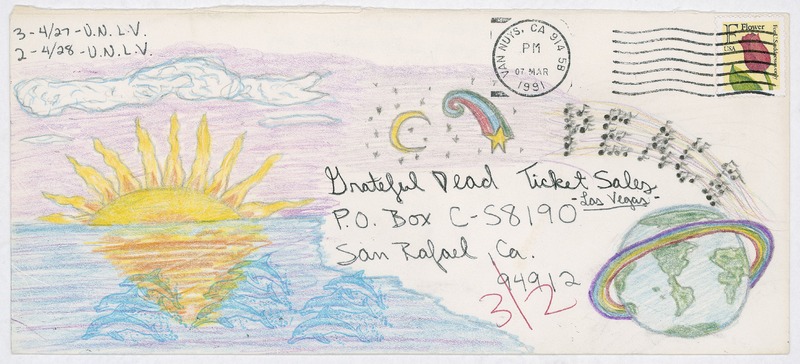 3-4/27-U.N.L.V.
2-4/28-U.N.L.V.
VAN NUYS, CA 914 58
PM
07 MAR
1991
F Flower
USA
PEACE
Grateful Dead Ticket Sales
-Las Vegas-
P.O. Box C-S8190
San Rafael Ca.
94912
3/2